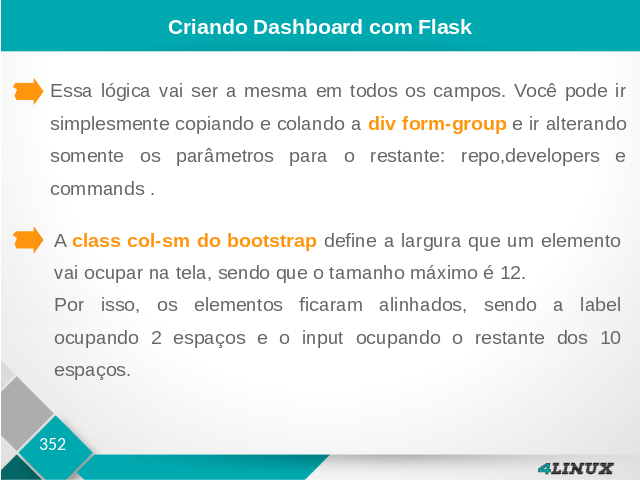 Criando Dashboard com Flask
Essa lógica vai ser a mesma em todos os campos. Você pode ir
simplesmente copiando e colando a div form-group e ir alterando
somente os parâmetros para o restante: repo,developers e
commands .
A class col-sm do bootstrap define a largura que um elemento
vai ocupar na tela, sendo que o tamanho máximo é 12.
Por isso, os elementos ficaram alinhados, sendo a label
ocupando 2 espaços e o input ocupando o restante dos 10
espaços.
352
4LINUX